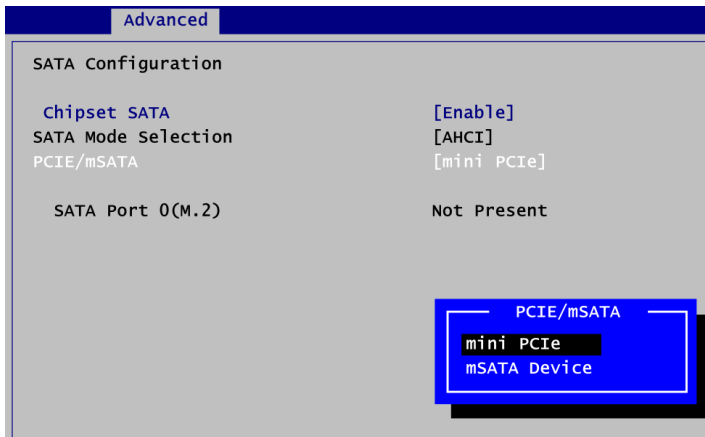 Advanced
SATA Configuration
Chipset SATA [Enable]
SATA Mode Selection [AHCI]
PCIE/mSATA [mini PCIe]
SATA Port 0(M.2) Not Present
PCIE/mSATA
mini PCIe
mSATA Device